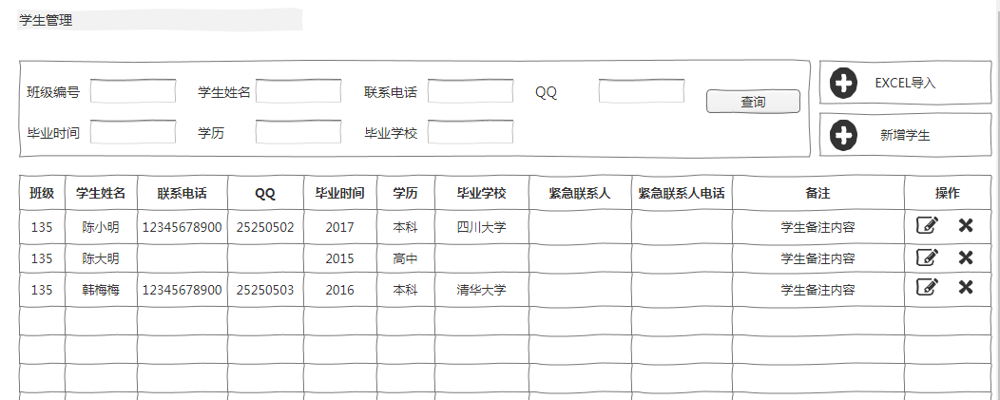 学生管理
班级编号 学生姓名 联系电话 QQ 查询 EXCEL导入
毕业时间 学历 毕业学校 新增学生
班级 学生姓名 联系电话 QQ 毕业时间 学历 毕业学校 紧急联系人 紧急联系人电话 备注 操作
135 陈小明 12345678900 25250502 2017 本科 四川大学 学生备注内容
135 陈大明 2015 高中 学生备注内容
135 韩梅梅 12345678900 25250503 2016 本科 清华大学 学生备注内容